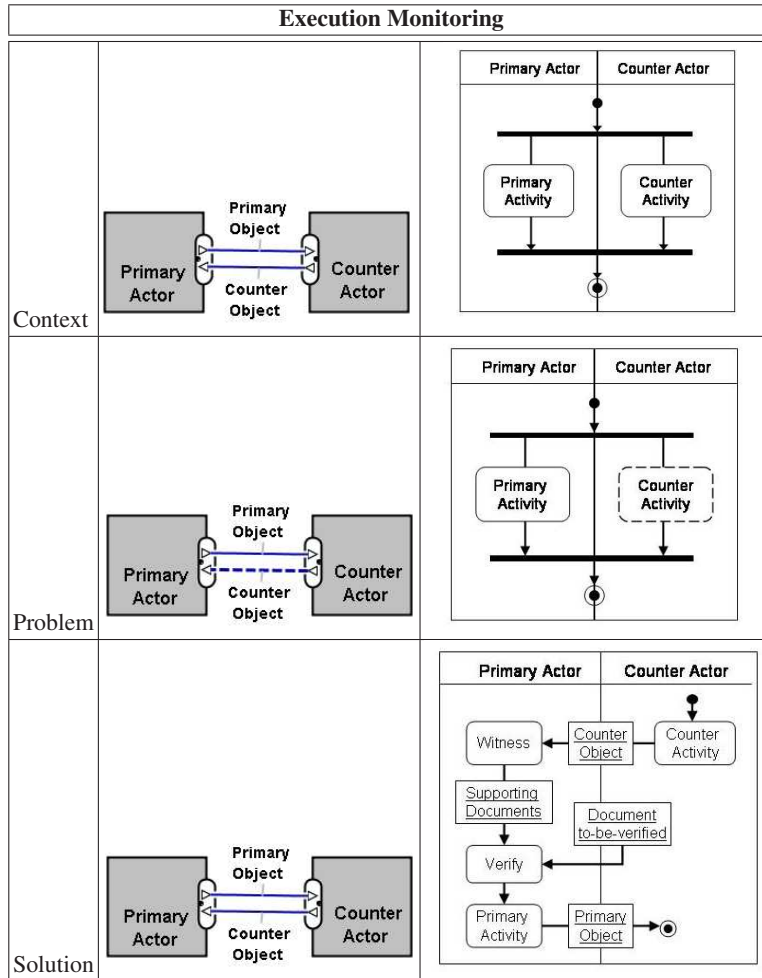 Execution Monitoring
Primary
Object
Primary
Actor
Counter
Actor
Counter
Object
Primary Actor
Counter Actor
Primary
Activity
Counter
Activity
Context
Primary
Object
Primary
Actor
Counter
Actor
Counter
Object
Primary Actor
Counter Actor
Primary
Activity
Counter
Activity
Problem
Primary
Object
Primary
Actor
Counter
Actor
Counter
Object
Primary Actor
Counter Actor
Witness
Counter
Object
Counter
Activity
Supporting
Documents
Document
to-be-verified
Verify
Primary
Activity
Primary
Object
Solution